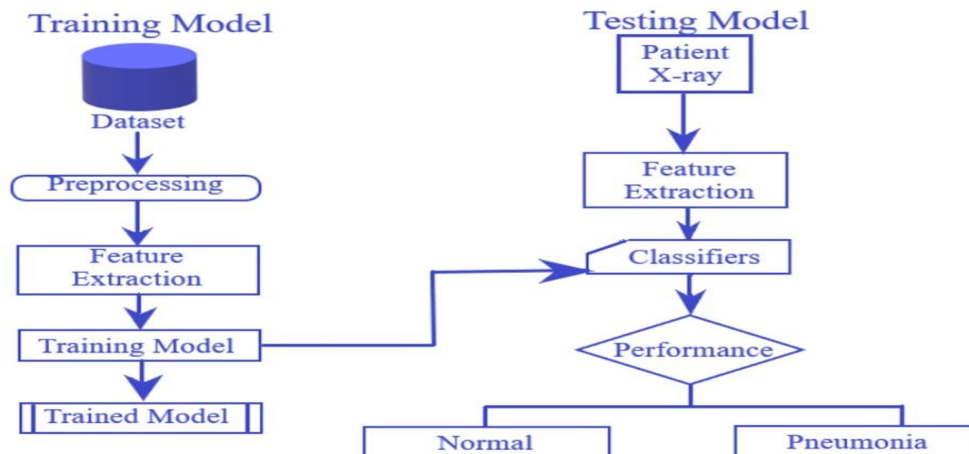 Training Model
Dataset
Preprocessing
Feature
Extraction
Training Model
Trained Model
Testing Model
Patient
X-ray
Feature
Extraction
Classifiers
Performance
Normal
Pneumonia